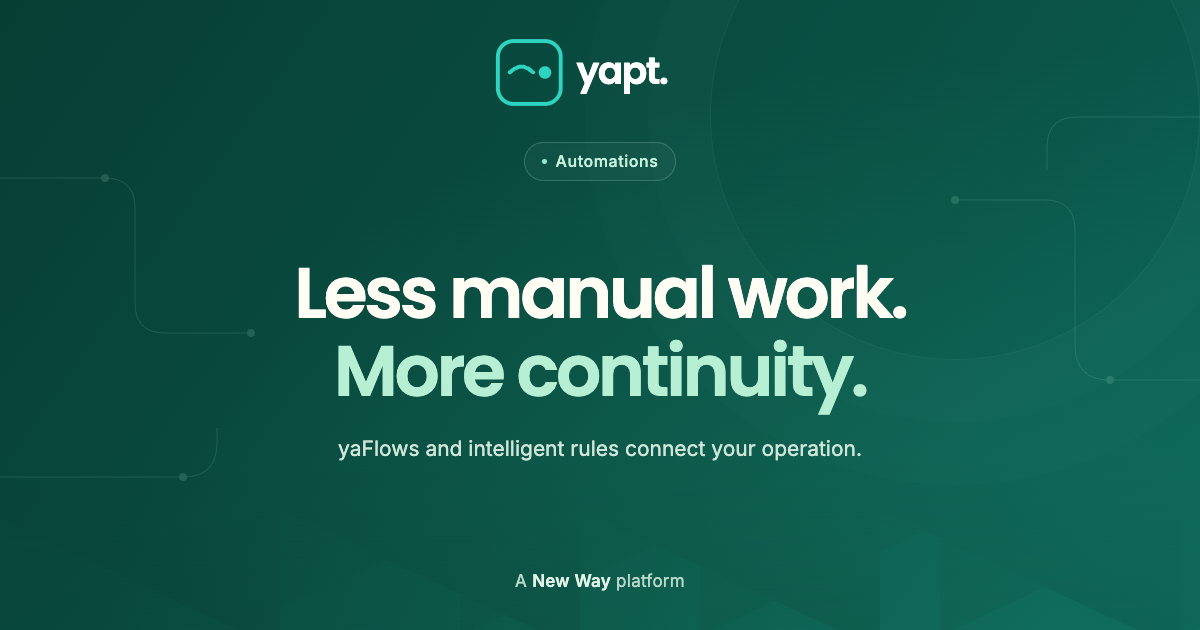 yapt.
• Automations
Less manual work.
More continuity.
yaFlows and intelligent rules connect your operation.
A New Way platform